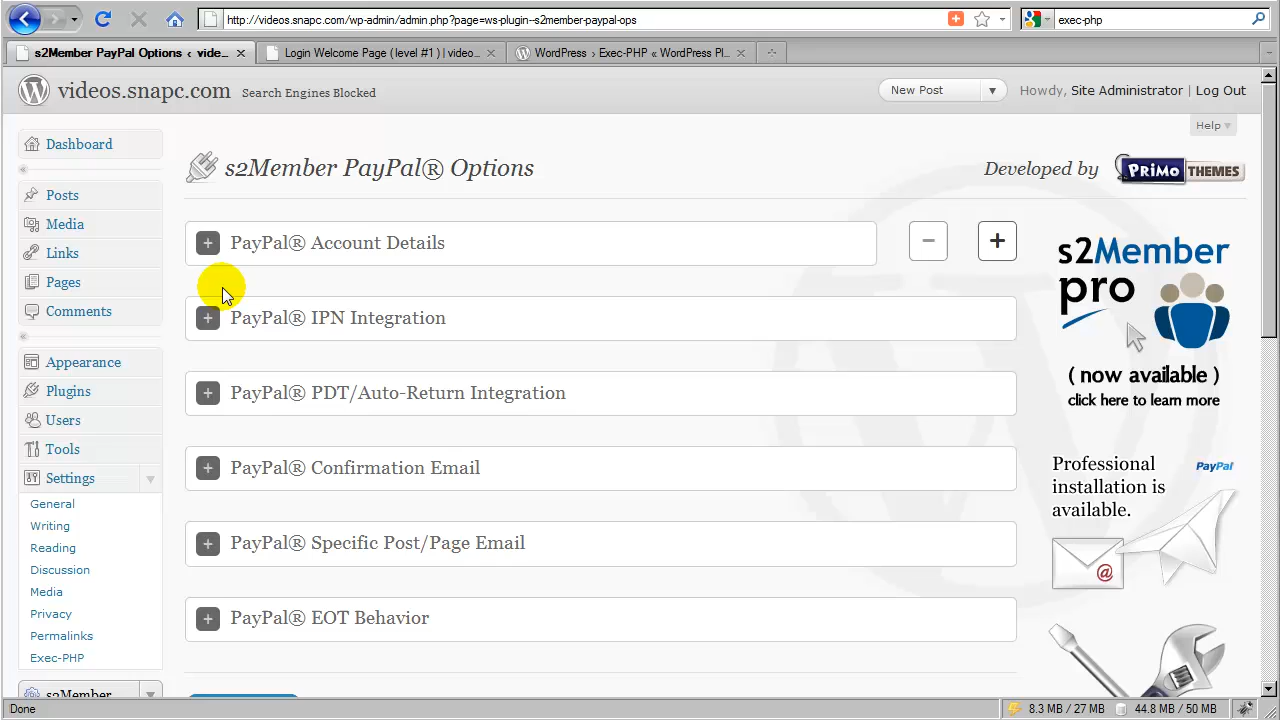 http://videos.snapc.com/wp-admin/admin.php?page=ws-plugin--s2member-paypal-ops
exec-php
s2Member PayPal Options ‹ vide...
Login Welcome Page ( level #1 ) | video...
WordPress › Exec-PHP « WordPress Pl...
videos.snapc.com
Search Engines Blocked
New Post
Howdy, Site Administrator | Log Out
Help
Dashboard
Posts
Media
Links
Pages
Comments
Appearance
Plugins
Users
Tools
Settings
General
Writing
Reading
Discussion
Media
Privacy
Permalinks
Exec-PHP
s2Member
s2Member PayPal® Options
Developed by PRiMO THEMES
PayPal® Account Details
PayPal® IPN Integration
PayPal® PDT/Auto-Return Integration
PayPal® Confirmation Email
PayPal® Specific Post/Page Email
PayPal® EOT Behavior
s2Member
pro
( now available )
click here to learn more
Professional
installation is
available.
PayPal
@
Done
8.3 MB / 27 MB
44.8 MB / 50 MB